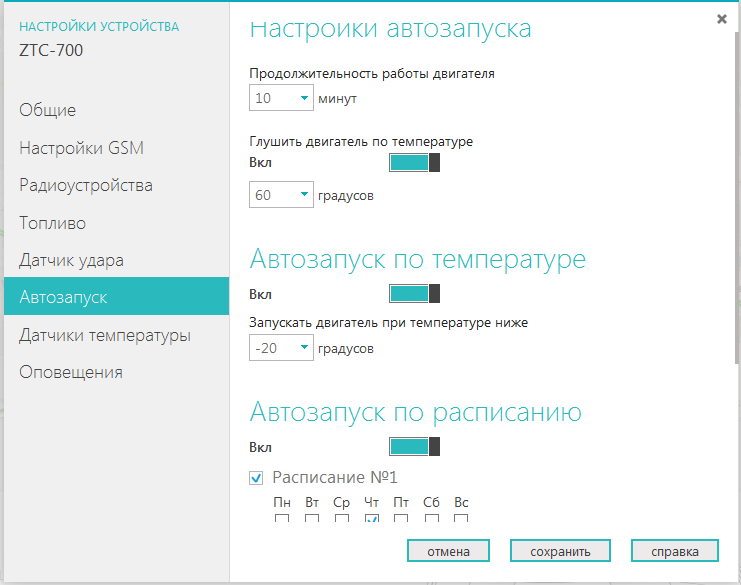 НАСТРОЙКИ УСТРОЙСТВА
ZTC-700
Общие
Настройки GSM
Радиоустройства
Топливо
Датчик удара
Автозапуск
Датчики температуры
Оповещения
Настройки автозапуска
Продолжительность работы двигателя
10 минут
Глушить двигатель по температуре
Вкл
60 градусов
Автозапуск по температуре
Вкл
Запускать двигатель при температуре ниже
-20 градусов
Автозапуск по расписанию
Вкл
Расписание №1
Пн Вт Ср Чт Пт Сб Вс
отмена сохранить справка